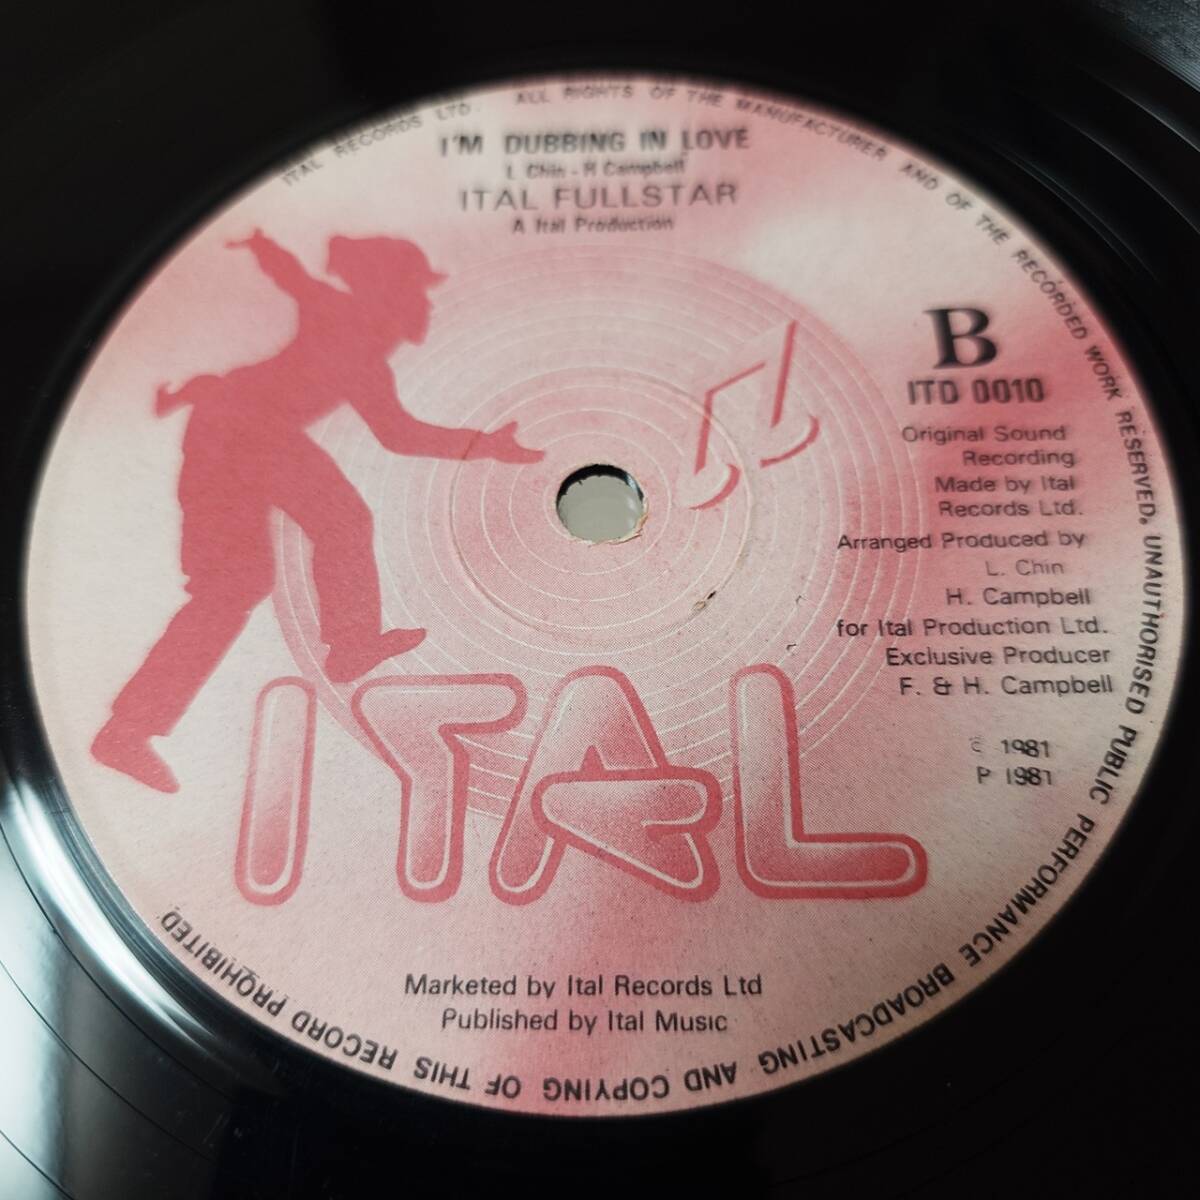 I'M DUBBING IN LOVE
L Chin - H Campbell
ITAL FULLSTAR
A Ital Production
B
ITD 0010
Original Sound
Recording
Made by Ital
Records Ltd.
Arranged Produced by
L. Chin
H. Campbell
for Ital Production Ltd.
Exclusive Producer
F. & H. Campbell
C 1981
P 1981
ITAL
Marketed by Ital Records Ltd
Published by Ital Music
ITAL RECORDS LTD. ALL RIGHTS OF THE MANUFACTURER AND OF THE RECORDED WORK RESERVED. UNAUTHORISED PUBLIC PERFORMANCE BROADCASTING AND COPYING OF THIS RECORD PROHIBITED